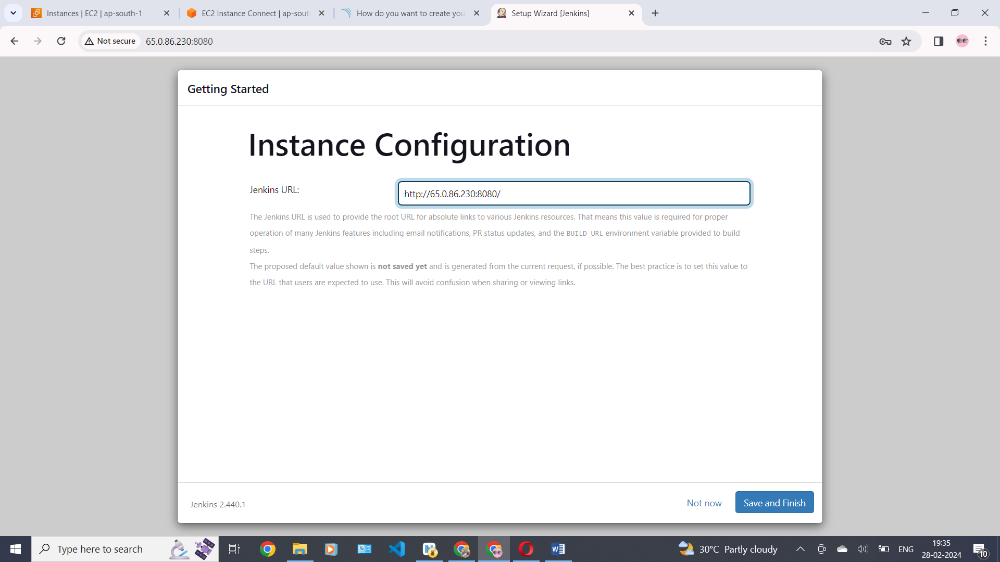 Instances | EC2 | ap-south-1
EC2 Instance Connect | ap-sout
How do you want to create you
Setup Wizard [Jenkins]
Not secure
65.0.86.230:8080
Getting Started
Instance Configuration
Jenkins URL:
http://65.0.86.230:8080/
The Jenkins URL is used to provide the root URL for absolute links to various Jenkins resources. That means this value is required for proper
operation of many Jenkins features including email notifications, PR status updates, and the BUILD_URL environment variable provided to build
steps.
The proposed default value shown is not saved yet and is generated from the current request, if possible. The best practice is to set this value to
the URL that users are expected to use. This will avoid confusion when sharing or viewing links.
Jenkins 2.440.1
Not now
Save and Finish
Type here to search
30°C Partly cloudy
ENG
19:35
28-02-2024
10